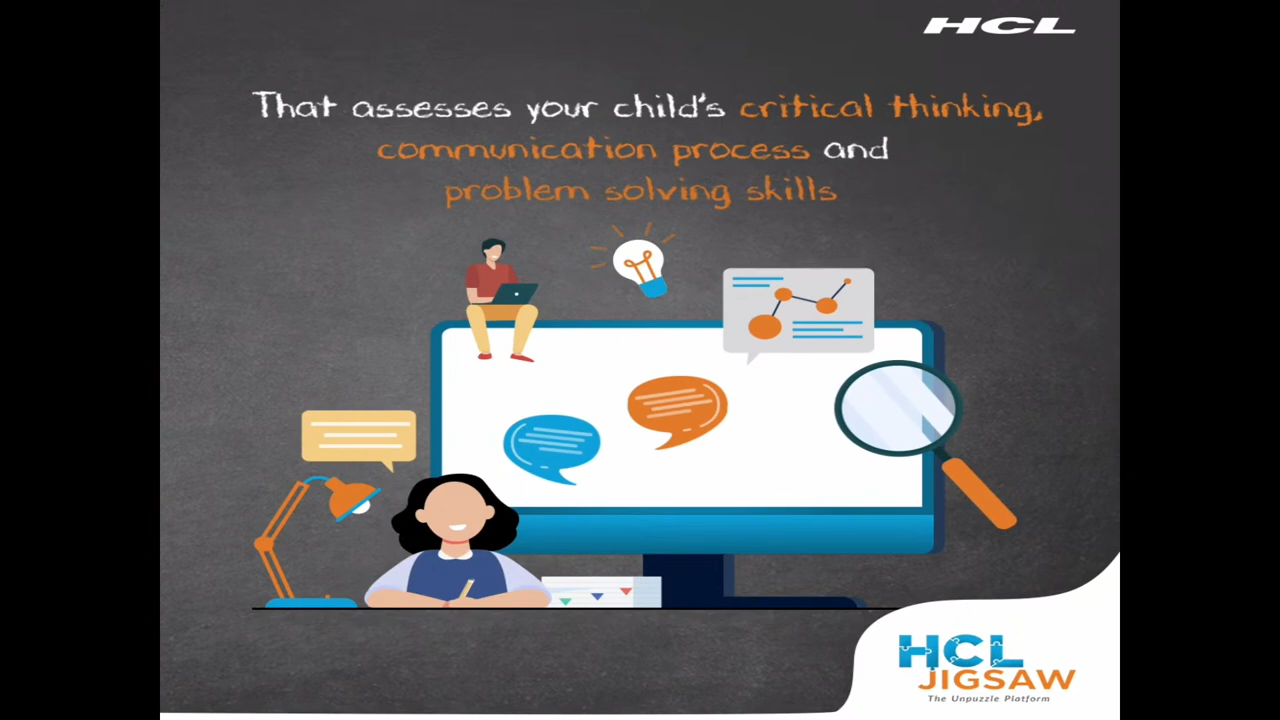 HCL
That assesses your child's critical thinking,
communication process and
problem solving skills
HCL
JIGSAW
The Unpuzzle Platform